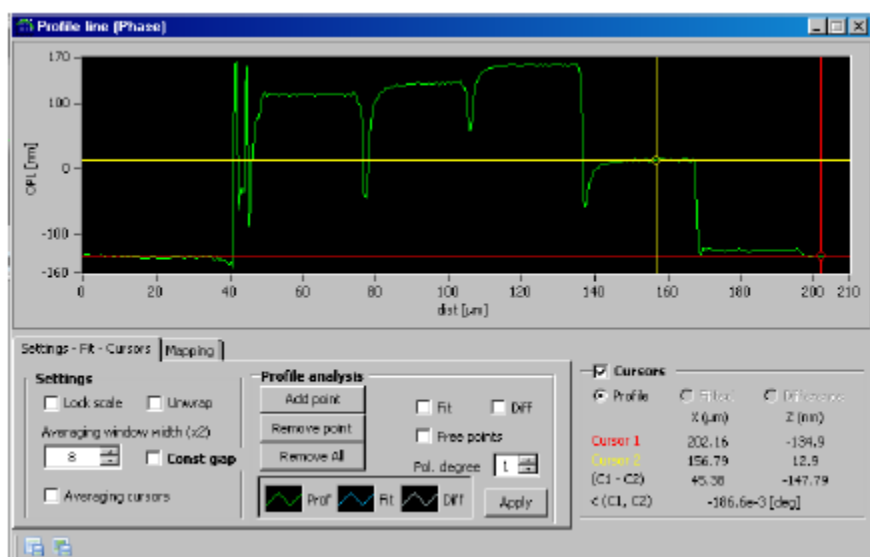 Profile line (Phase)
170
100
0
-100
-160
OPL [nm]
0 20 40 60 80 100 120 140 160 180 200 210
dist [µm]
Settings - Fit - Cursors Mapping
Settings
Lock scale Unwrap
Averaging window width (x2)
8 Const gap
Averaging cursors
Profile analysis
Add point
Remove point
Remove All
Fit Diff
Free points
Pol. degree 1
Prof Fit Diff Apply
Cursors
Profile Fitted Difference
X (µm) Z (nm)
Cursor 1 202.16 -134.9
Cursor 2 156.79 12.9
(C1 - C2) 45.38 -147.79
< (C1, C2) -186.6e-3 [deg]